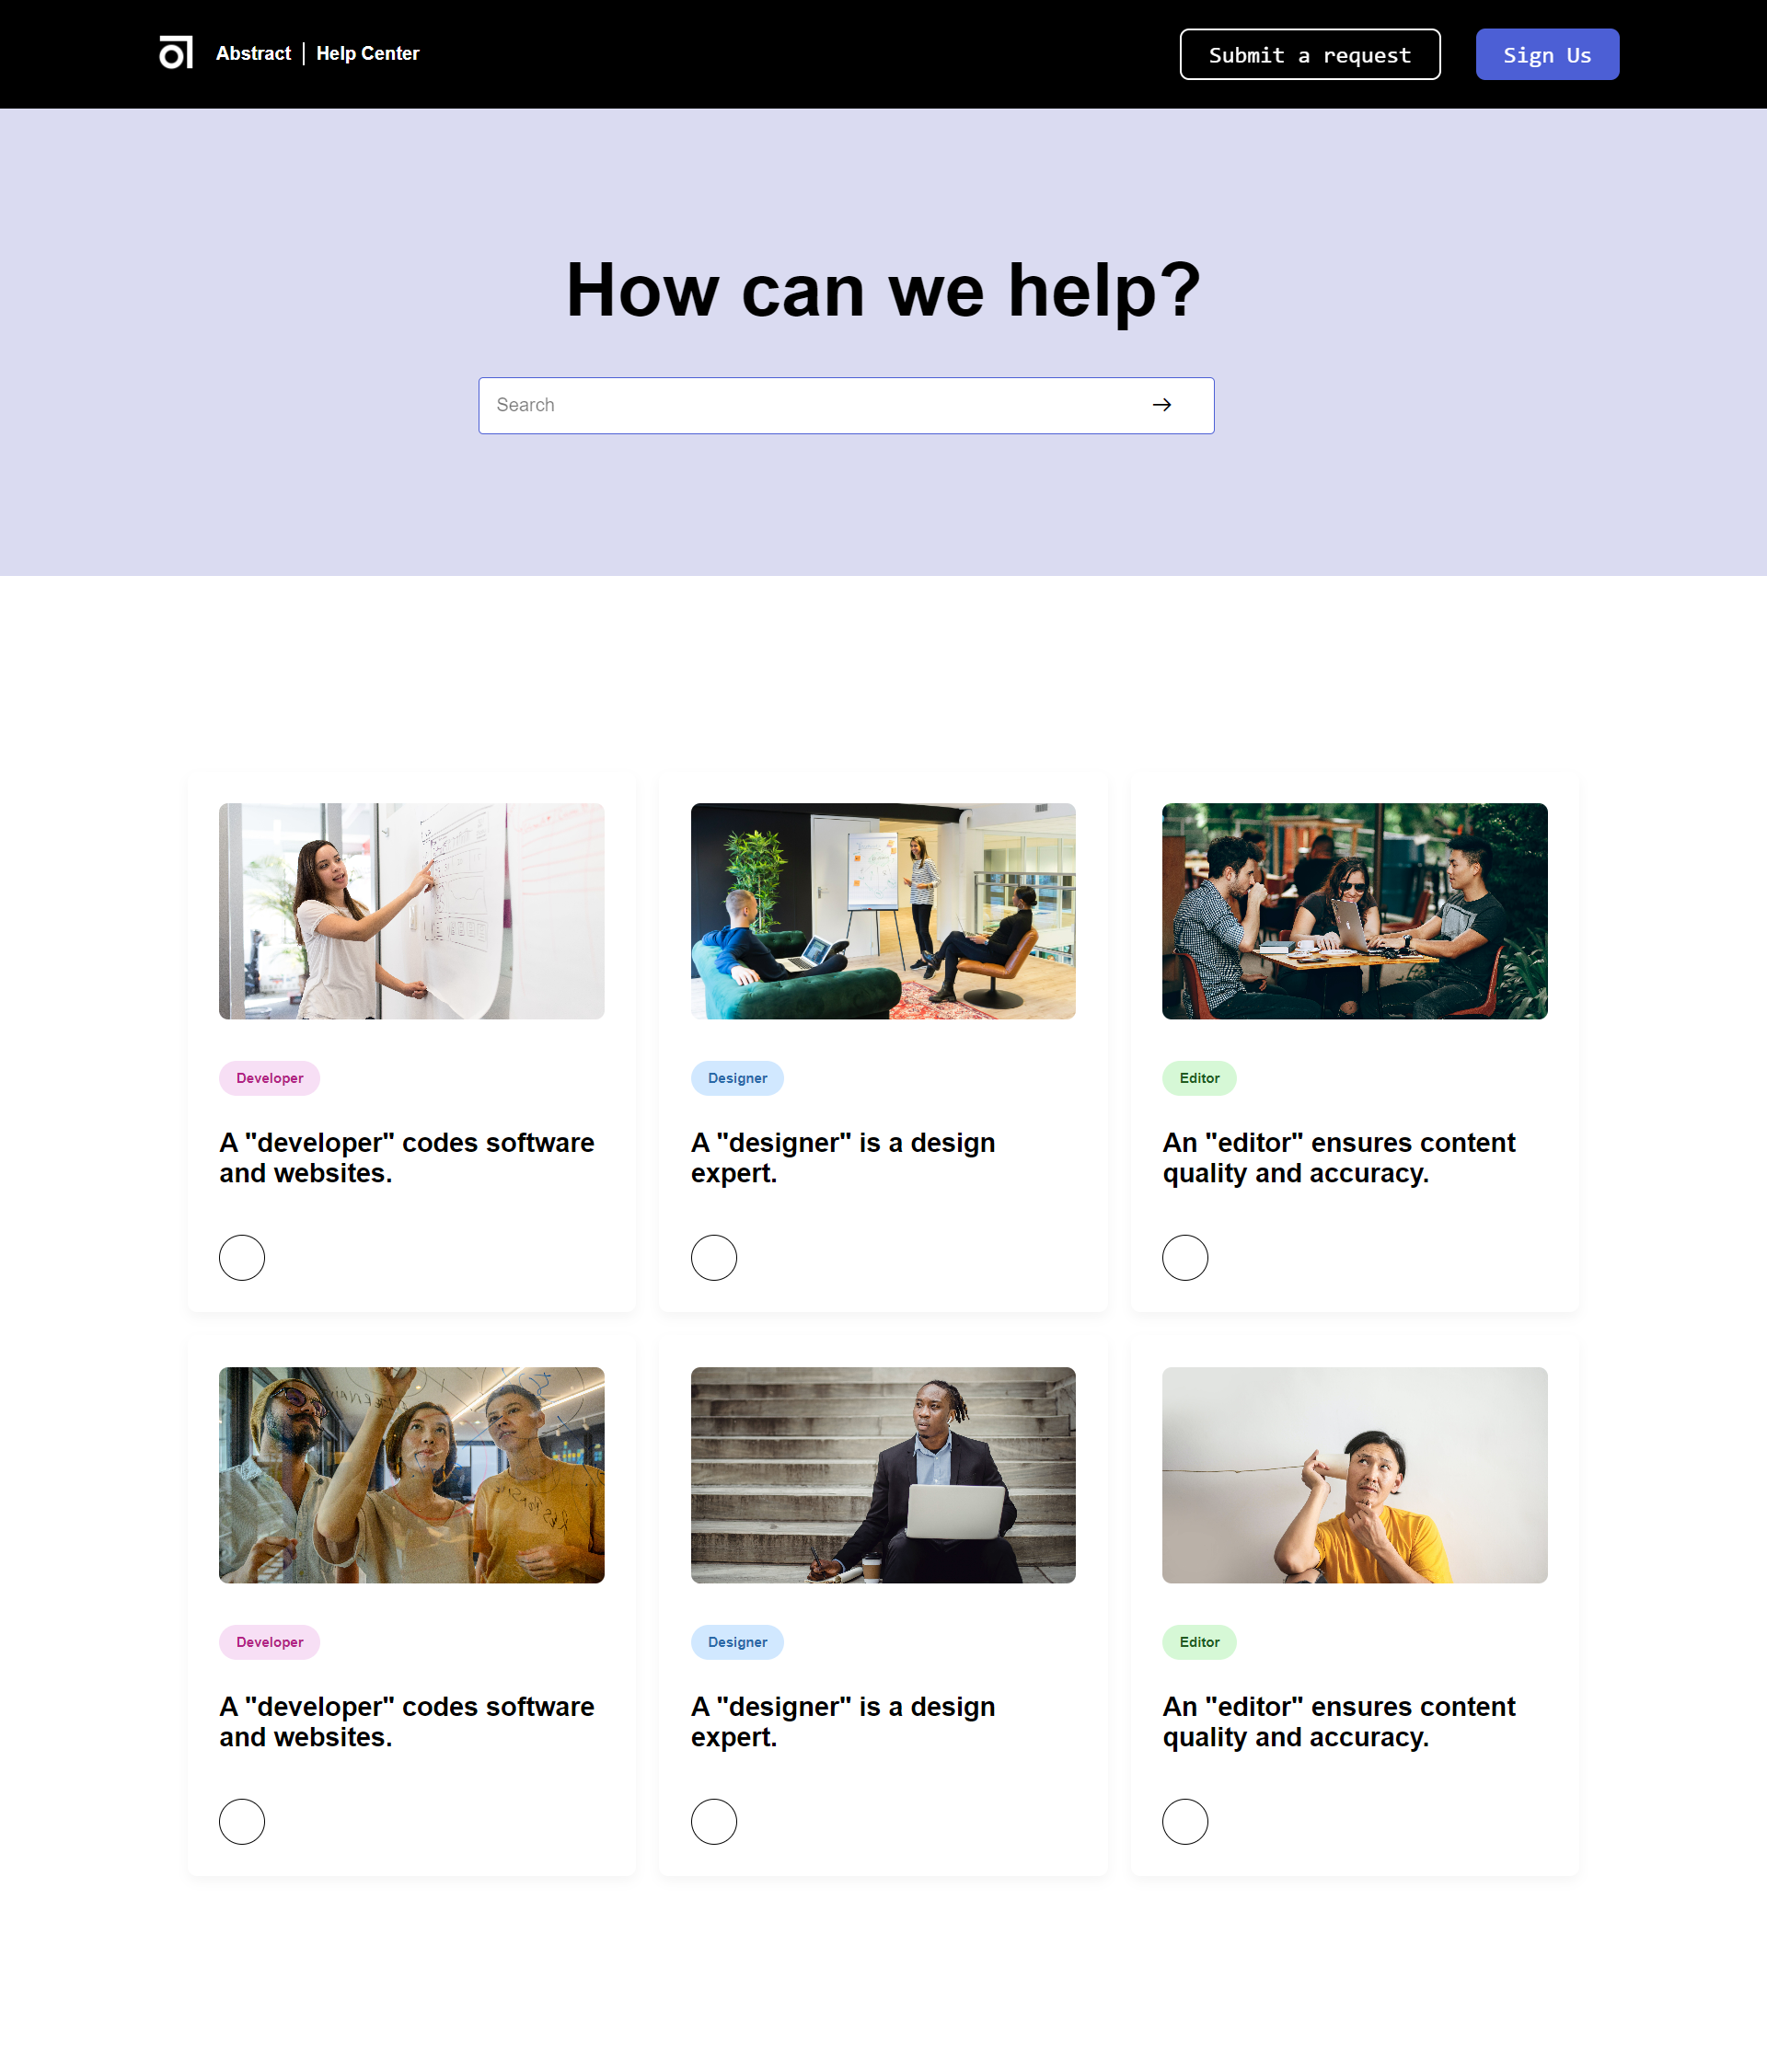 Abstract | Help Center
Submit a request
Sign Us
How can we help?
Search
Developer
A "developer" codes software
and websites.
Designer
A "designer" is a design
expert.
Editor
An "editor" ensures content
quality and accuracy.
Developer
A "developer" codes software
and websites.
Designer
A "designer" is a design
expert.
Editor
An "editor" ensures content
quality and accuracy.